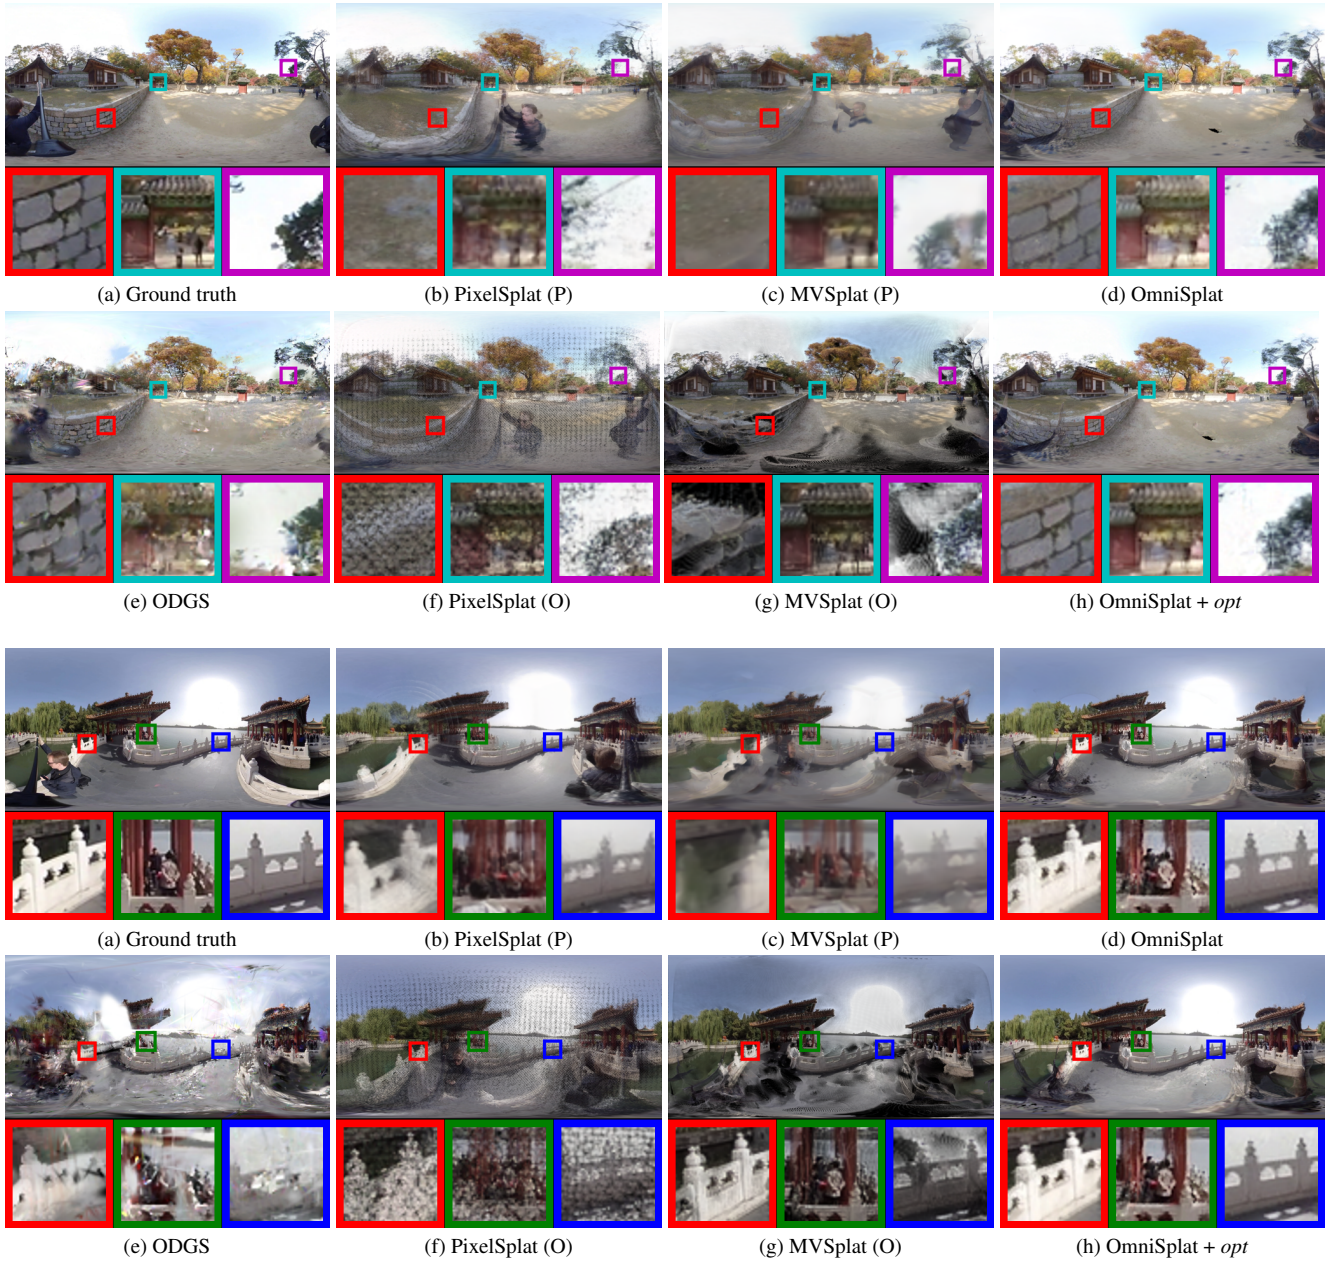 (a) Ground truth
(b) PixelSplat (P)
(c) MVSplat (P)
(d) OmniSplat
(e) ODGS
(f) PixelSplat (O)
(g) MVSplat (O)
(h) OmniSplat + opt
(a) Ground truth
(b) PixelSplat (P)
(c) MVSplat (P)
(d) OmniSplat
(e) ODGS
(f) PixelSplat (O)
(g) MVSplat (O)
(h) OmniSplat + opt